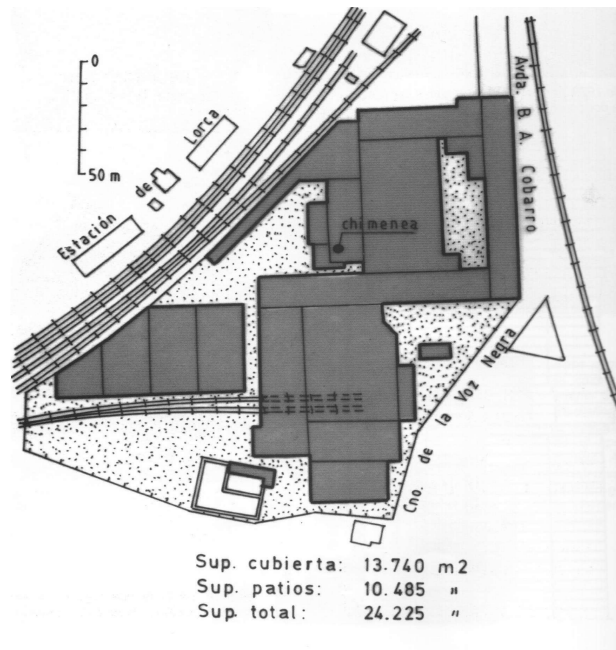 0
50 m
Estación de Lorca
Avda. B. A. Cobarro
chimenea
Cno. de la Voz Negra
Sup. cubierta: 13.740 m2
Sup. patios: 10.485 "
Sup. total: 24.225 "